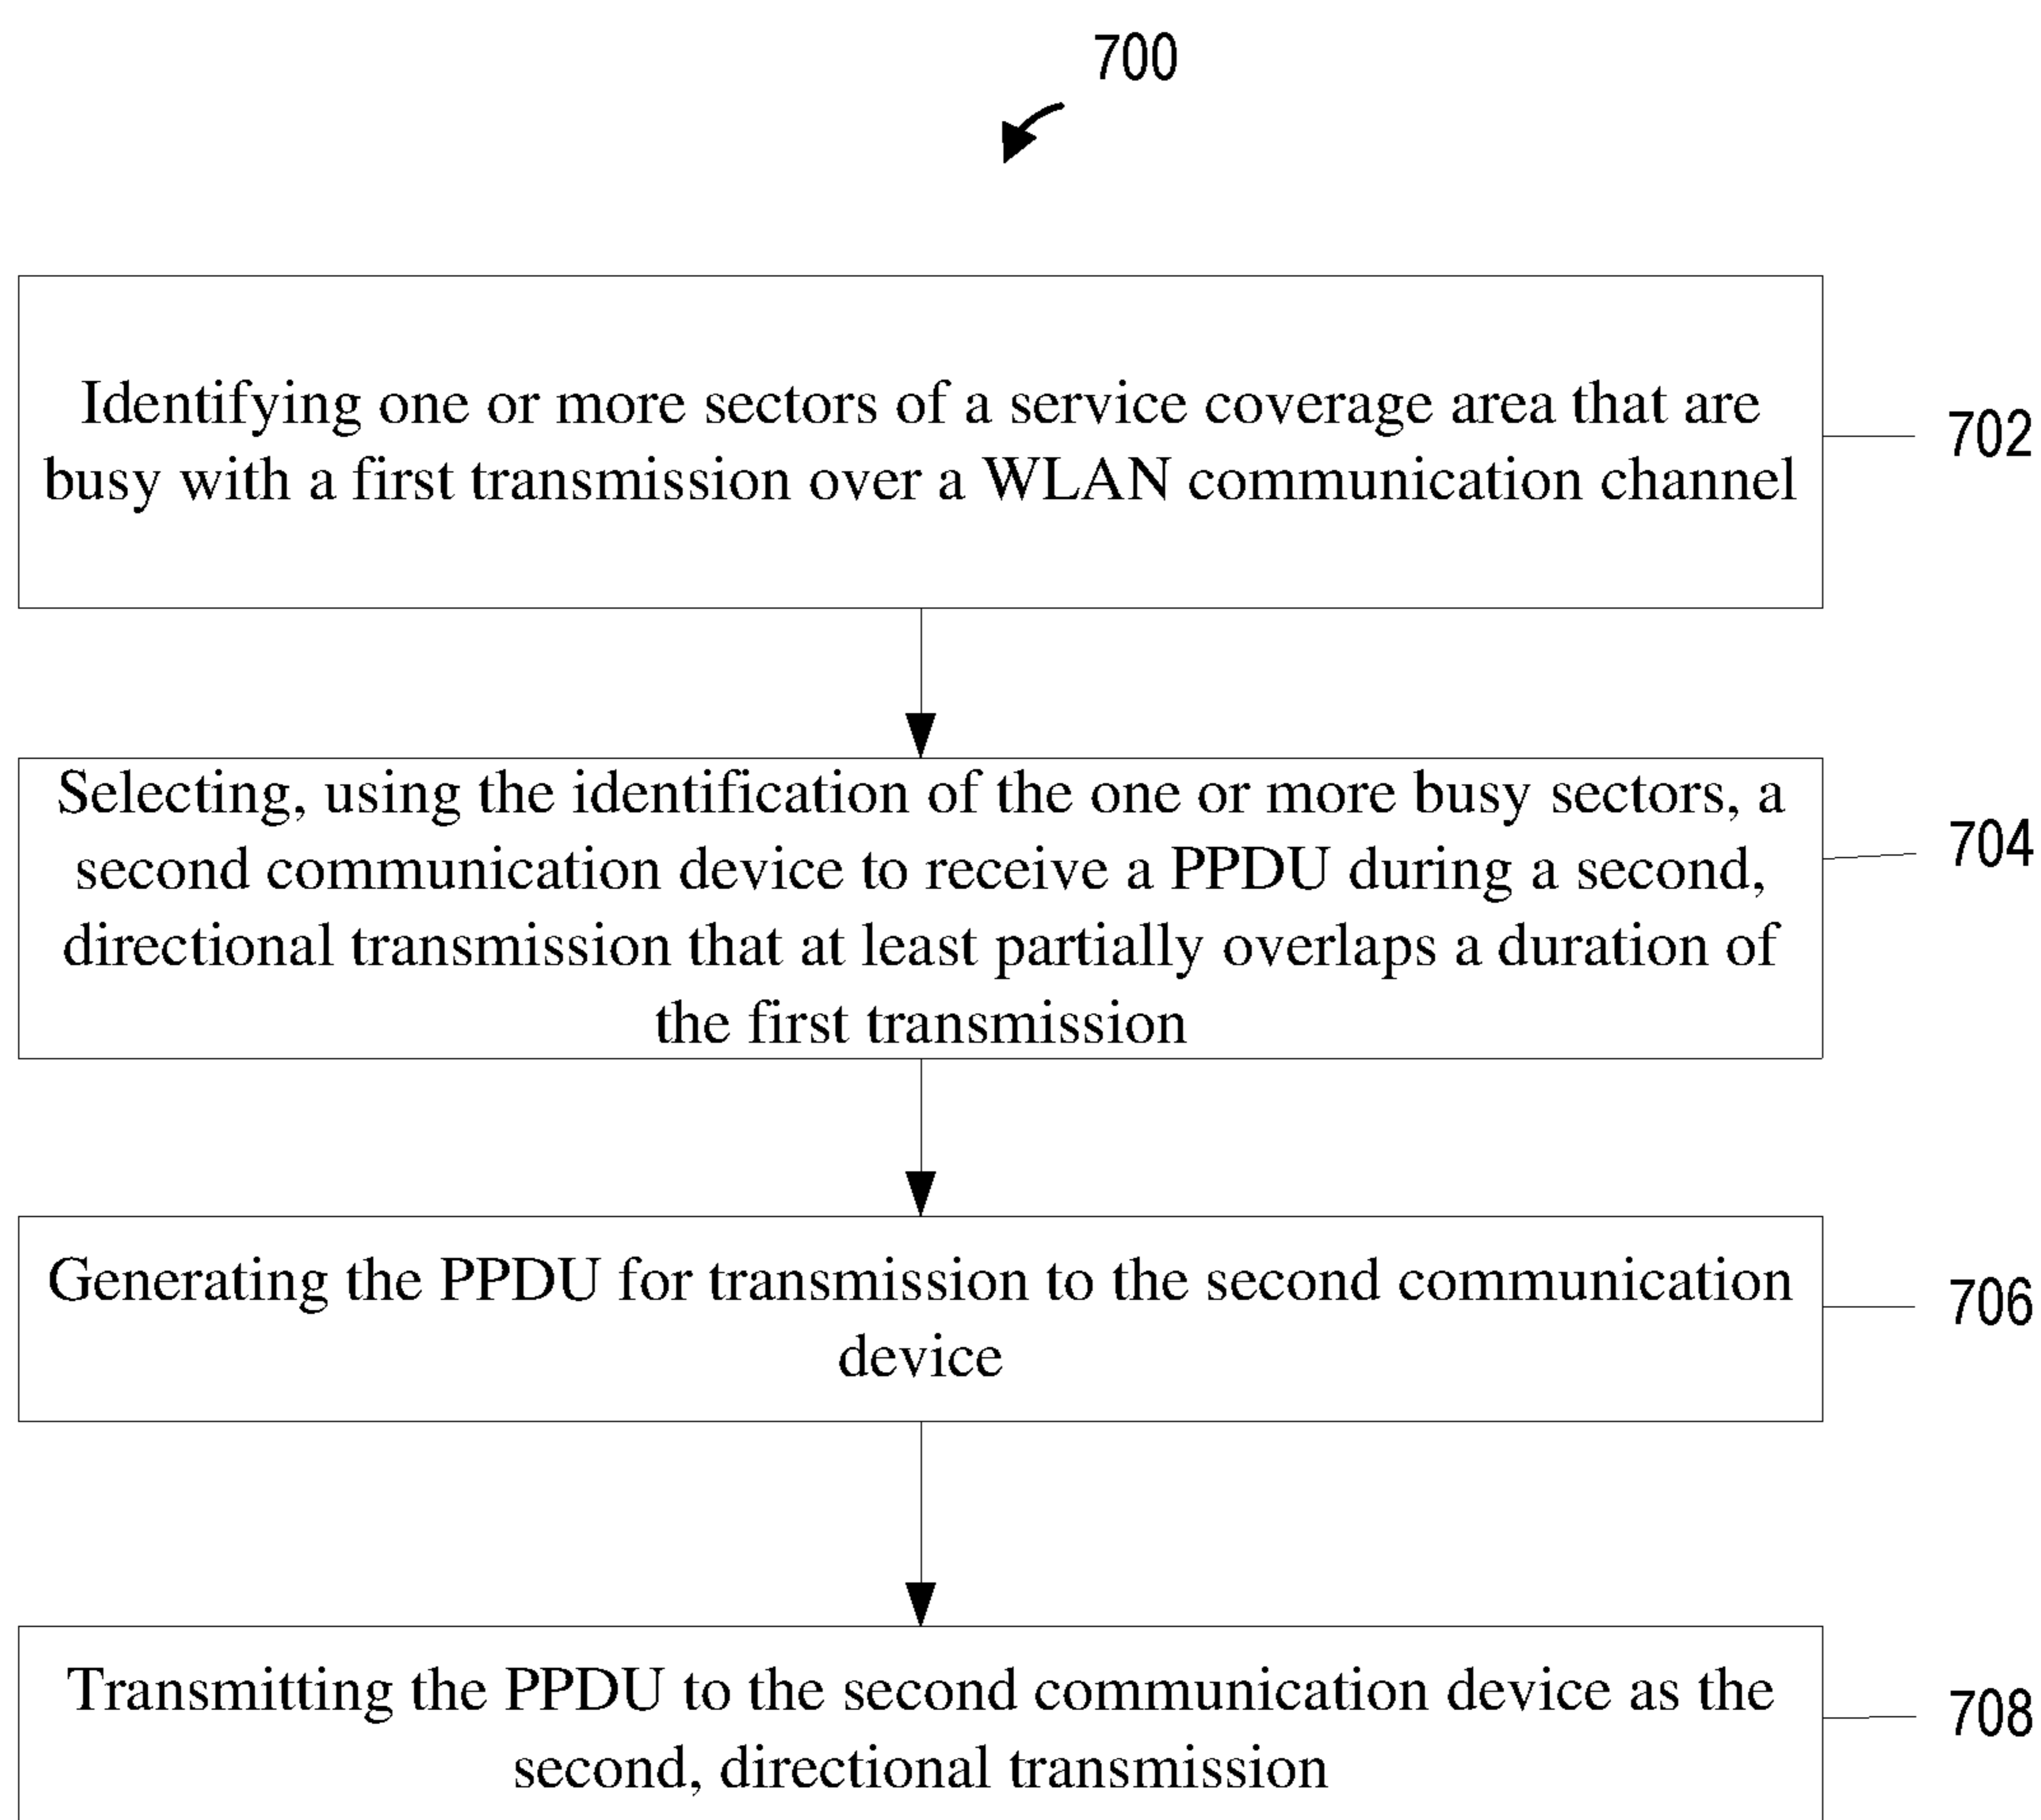 700
Identifying one or more sectors of a service coverage area that are
busy with a first transmission over a WLAN communication channel
702
Selecting, using the identification of the one or more busy sectors, a
second communication device to receive a PPDU during a second,
directional transmission that at least partially overlaps a duration of
the first transmission
704
Generating the PPDU for transmission to the second communication
device
706
Transmitting the PPDU to the second communication device as the
second, directional transmission
708